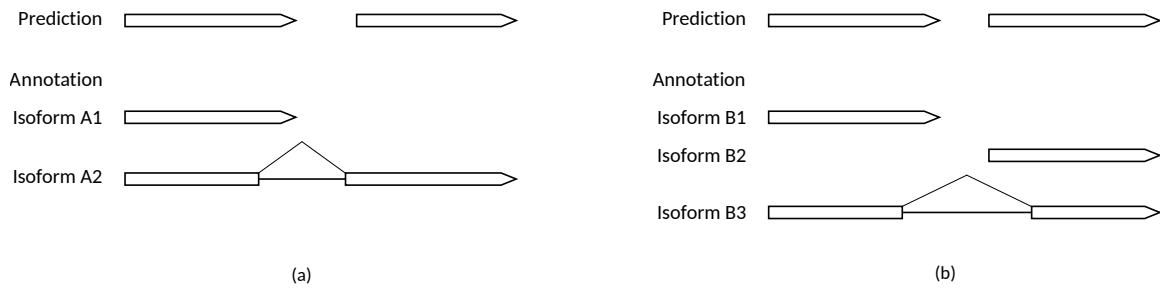 Prediction
Annotation
Isoform A1
Isoform A2
(a)
Prediction
Annotation
Isoform B1
Isoform B2
Isoform B3
(b)